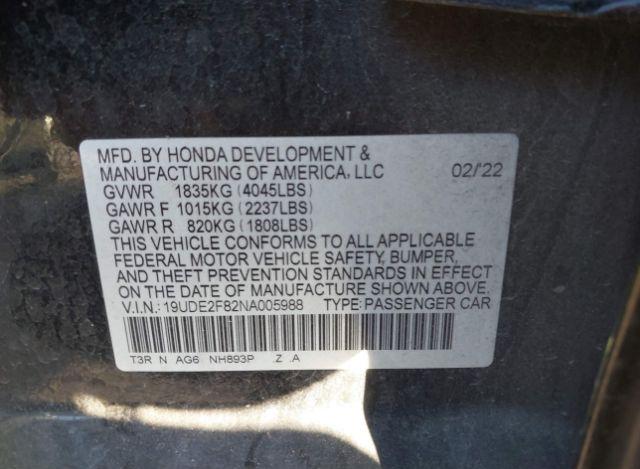 MFD. BY HONDA DEVELOPMENT &
MANUFACTURING OF AMERICA, LLC 02/'22
GVWR 1835KG (4045LBS)
GAWR F 1015KG (2237LBS)
GAWR R 820KG (1808LBS)
THIS VEHICLE CONFORMS TO ALL APPLICABLE
FEDERAL MOTOR VEHICLE SAFETY, BUMPER,
AND THEFT PREVENTION STANDARDS IN EFFECT
ON THE DATE OF MANUFACTURE SHOWN ABOVE.
V.I.N.: 19UDE2F82NA005988 TYPE: PASSENGER CAR
T3R N AG6 NH893P .Z .A